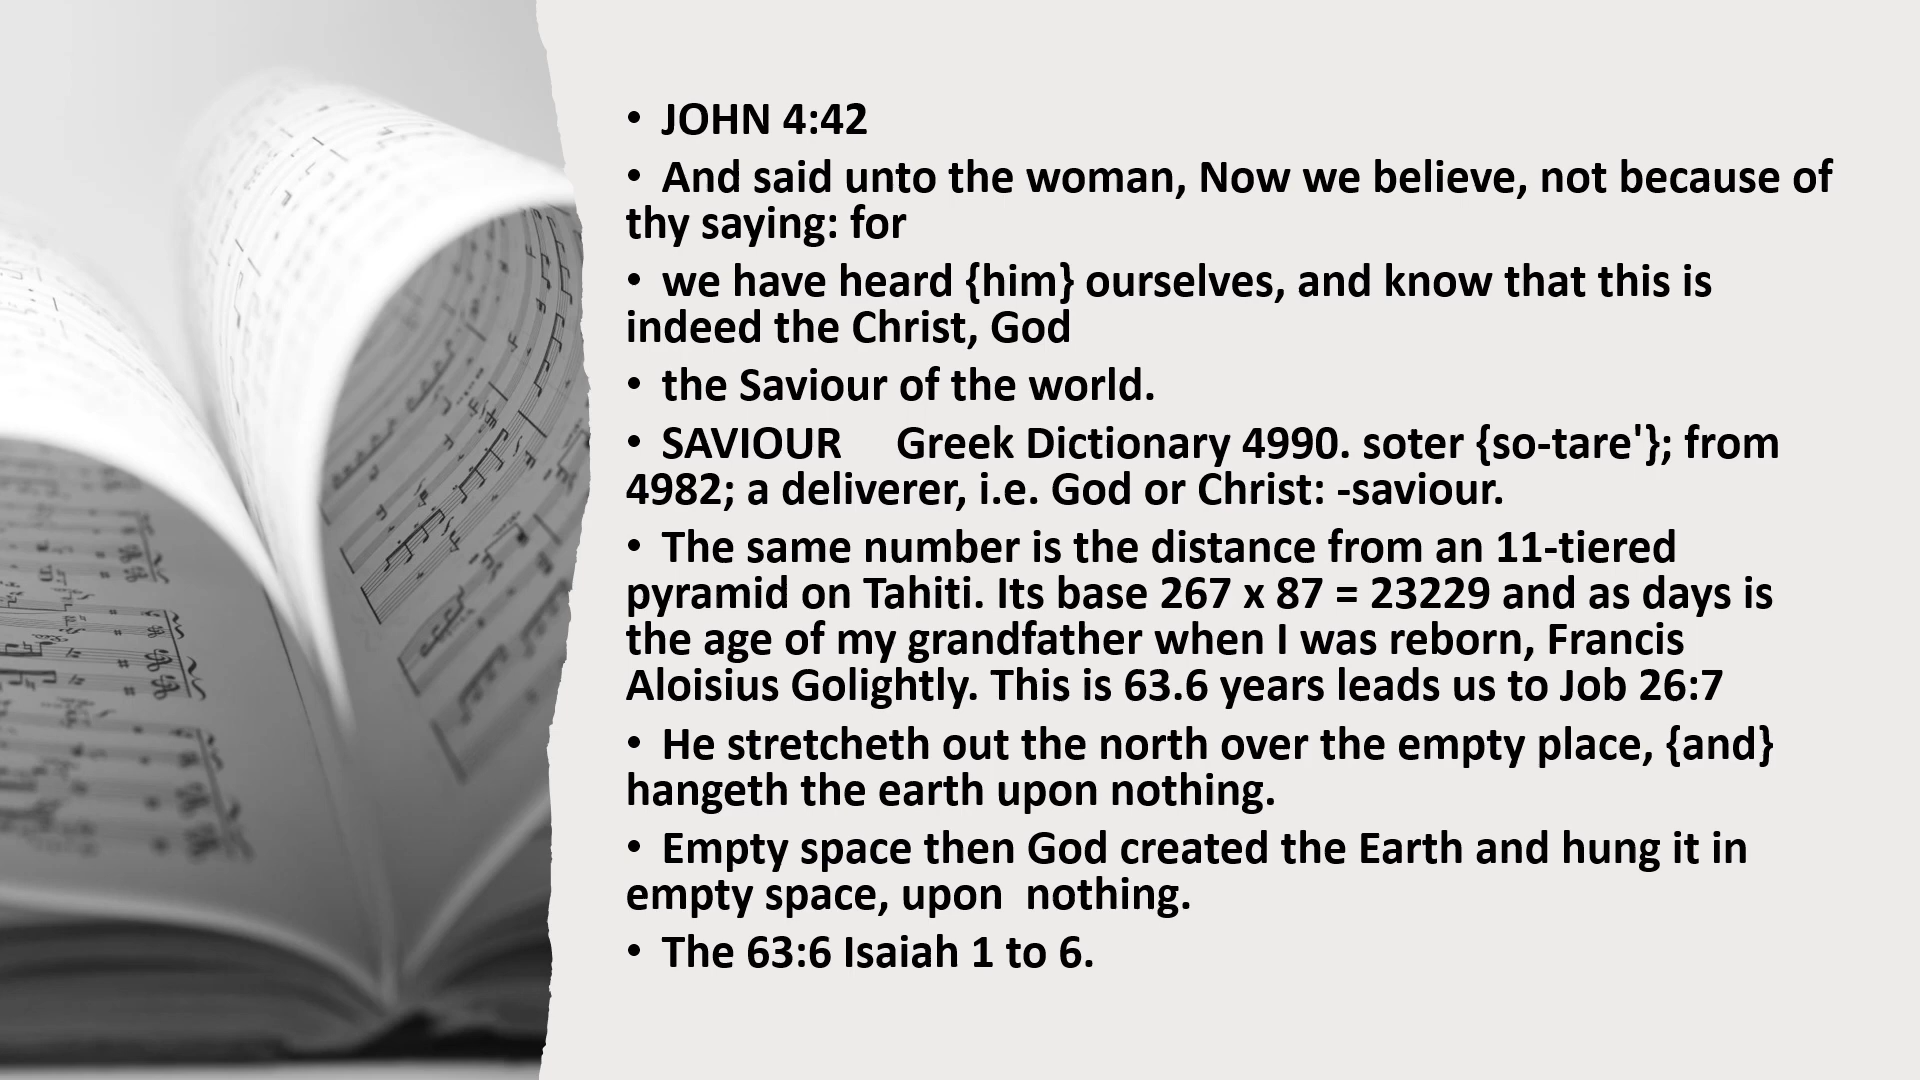 • JOHN 4:42
• And said unto the woman, Now we believe, not because of
thy saying: for
• we have heard {him} ourselves, and know that this is
indeed the Christ, God
• the Saviour of the world.
• SAVIOUR    Greek Dictionary 4990. soter {so-tare'}; from
4982; a deliverer, i.e. God or Christ: -saviour.
• The same number is the distance from an 11-tiered
pyramid on Tahiti. Its base 267 x 87 = 23229 and as days is
the age of my grandfather when I was reborn, Francis
Aloisius Golightly. This is 63.6 years leads us to Job 26:7
• He stretcheth out the north over the empty place, {and}
hangeth the earth upon nothing.
• Empty space then God created the Earth and hung it in
empty space, upon  nothing.
• The 63:6 Isaiah 1 to 6.